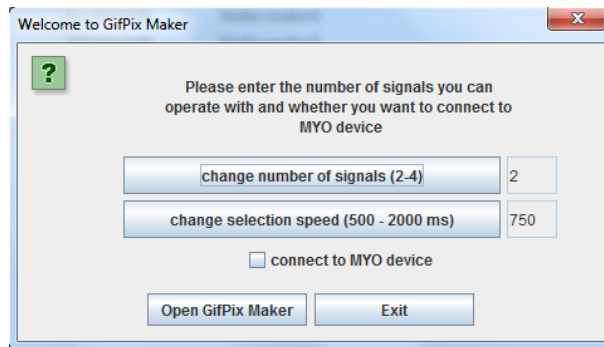 Welcome to GifPix Maker
?
Please enter the number of signals you can
operate with and whether you want to connect to
MYO device
change number of signals (2-4) 2
change selection speed (500 - 2000 ms) 750
connect to MYO device
Open GifPix Maker Exit